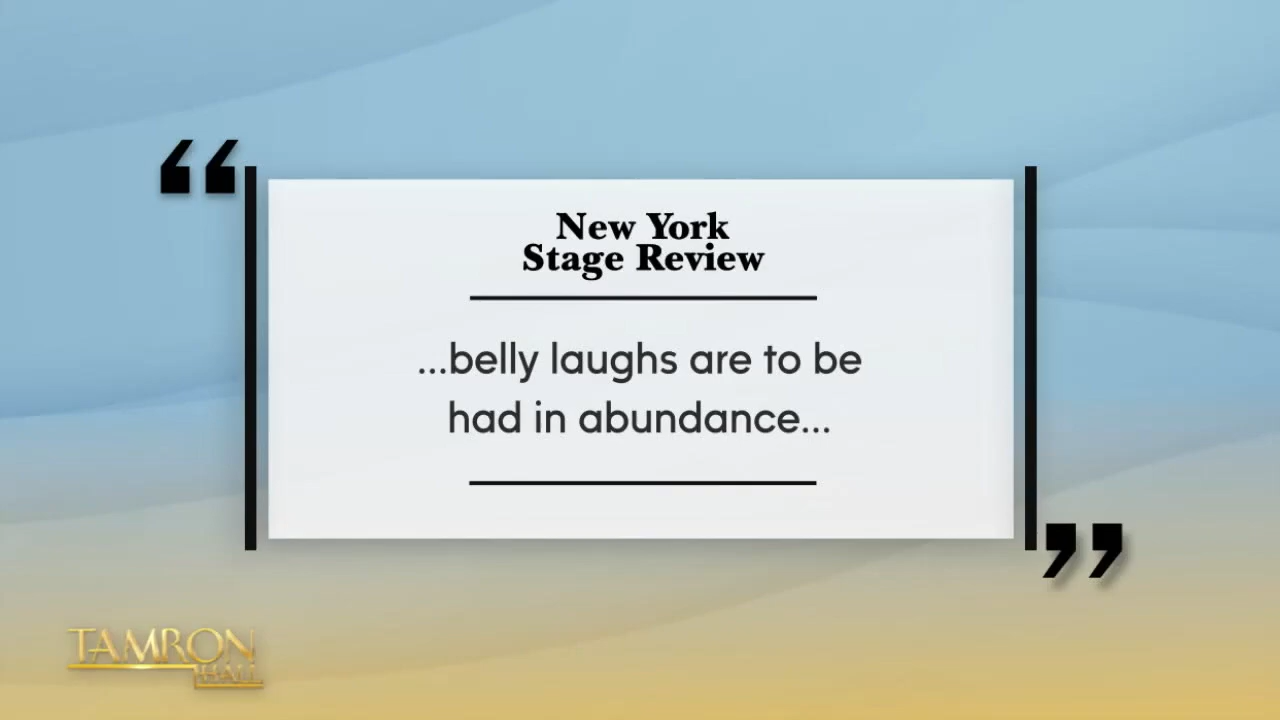 “
New York
Stage Review
...belly laughs are to be
had in abundance...
”
TAMRON
HALL